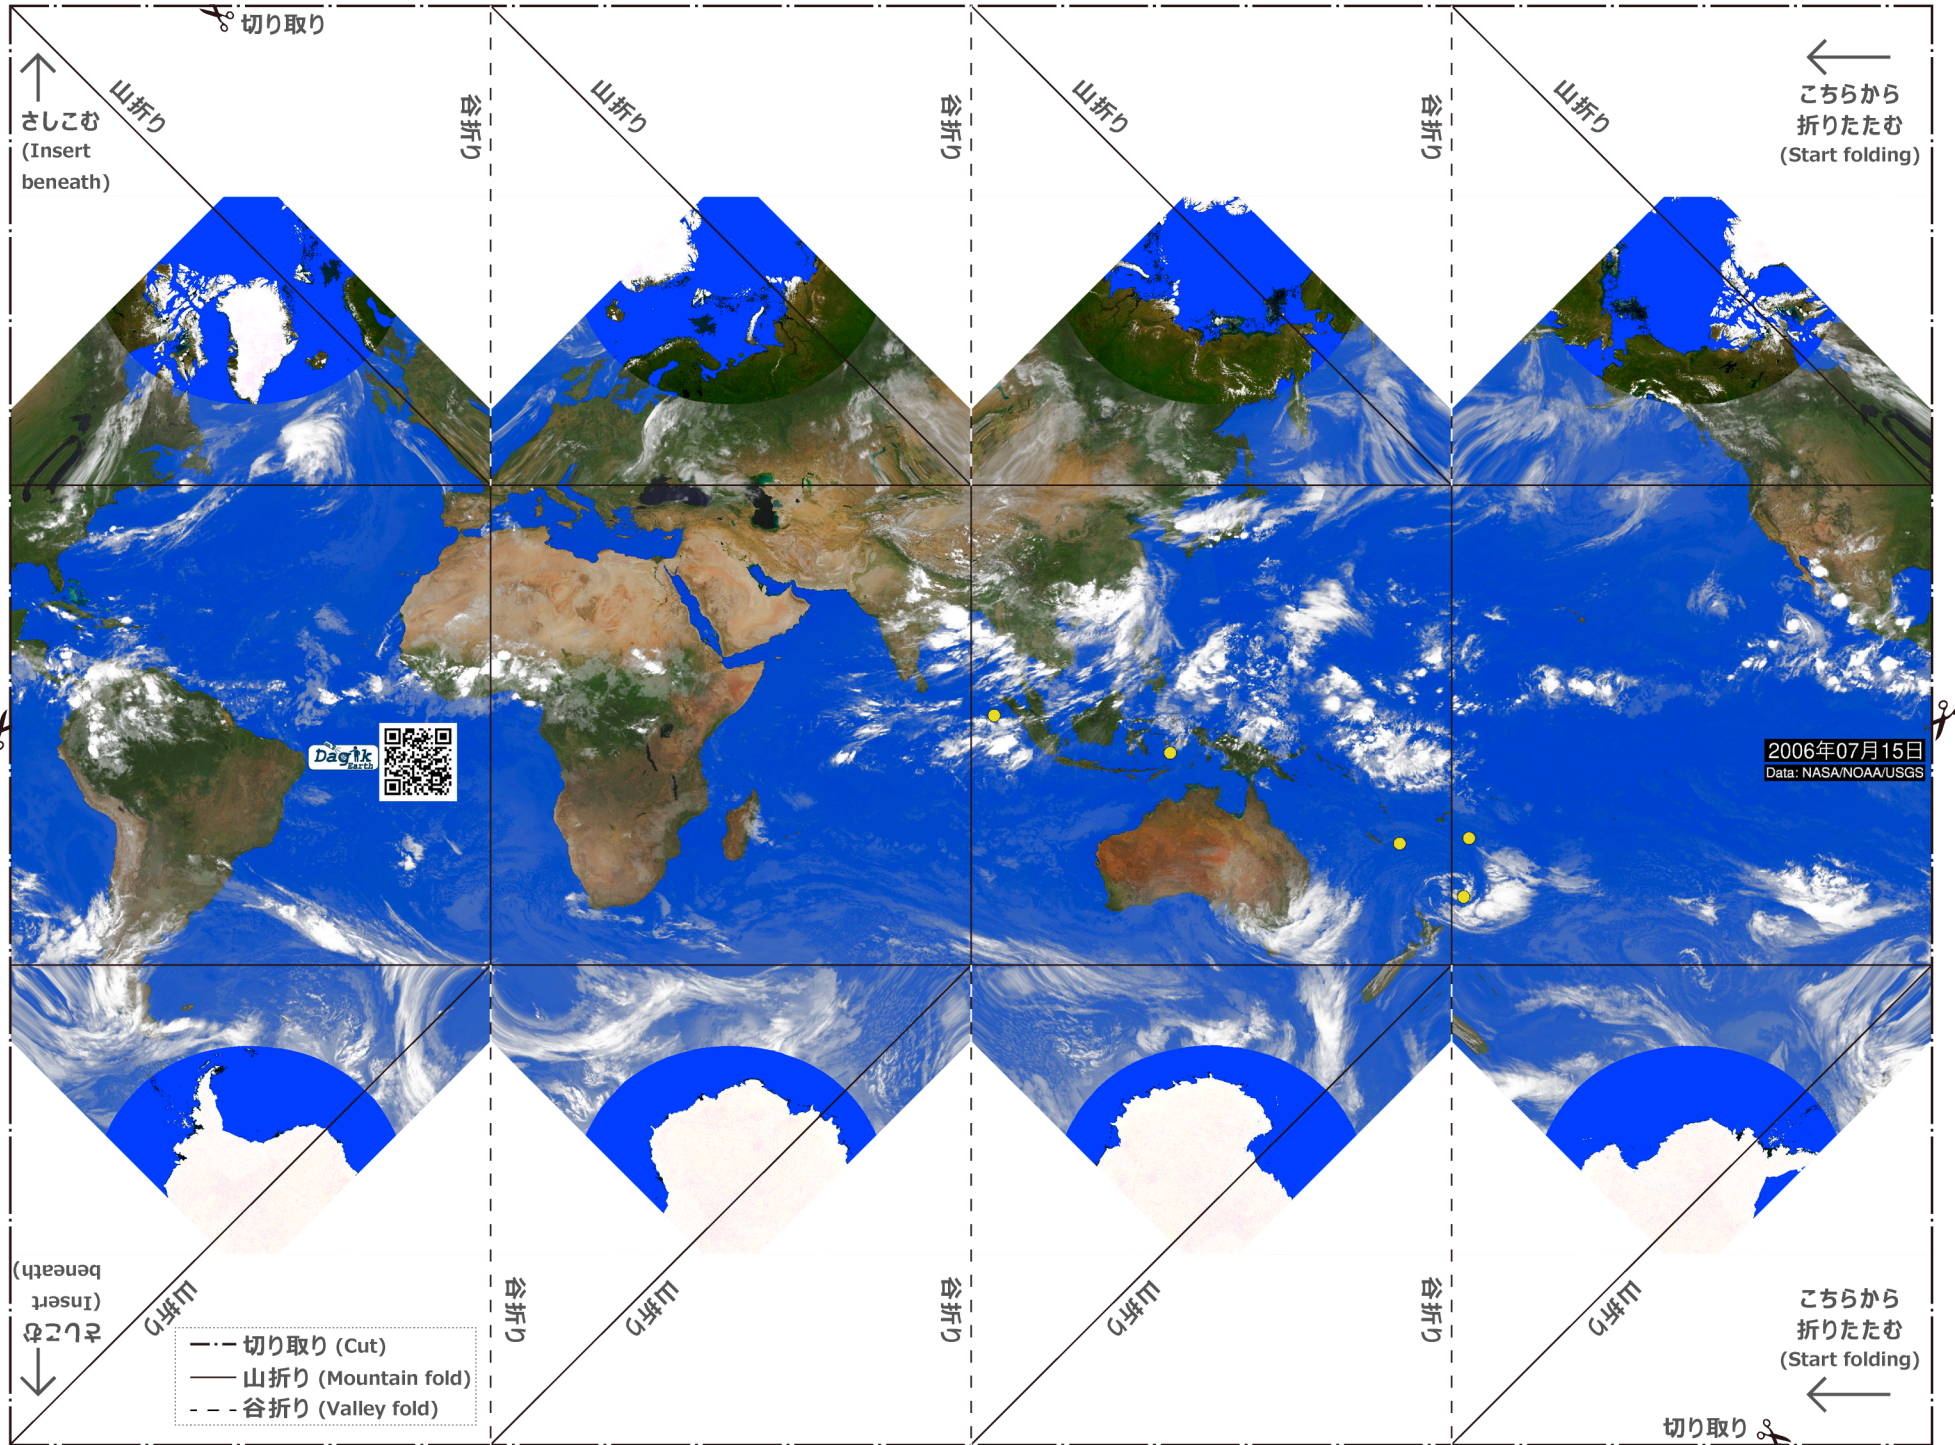 切り取り
さしこむ
(Insert
beneath)
山折り
谷折り
山折り
谷折り
山折り
谷折り
山折り
こちらから
折りたたむ
(Start folding)
Dagik
Earth
2006年07月15日
Data: NASA/NOAA/USGS
さしこむ
(Insert
beneath)
山折り
谷折り
山折り
谷折り
山折り
谷折り
山折り
こちらから
折りたたむ
(Start folding)
切り取り (Cut)
山折り (Mountain fold)
谷折り (Valley fold)
切り取り